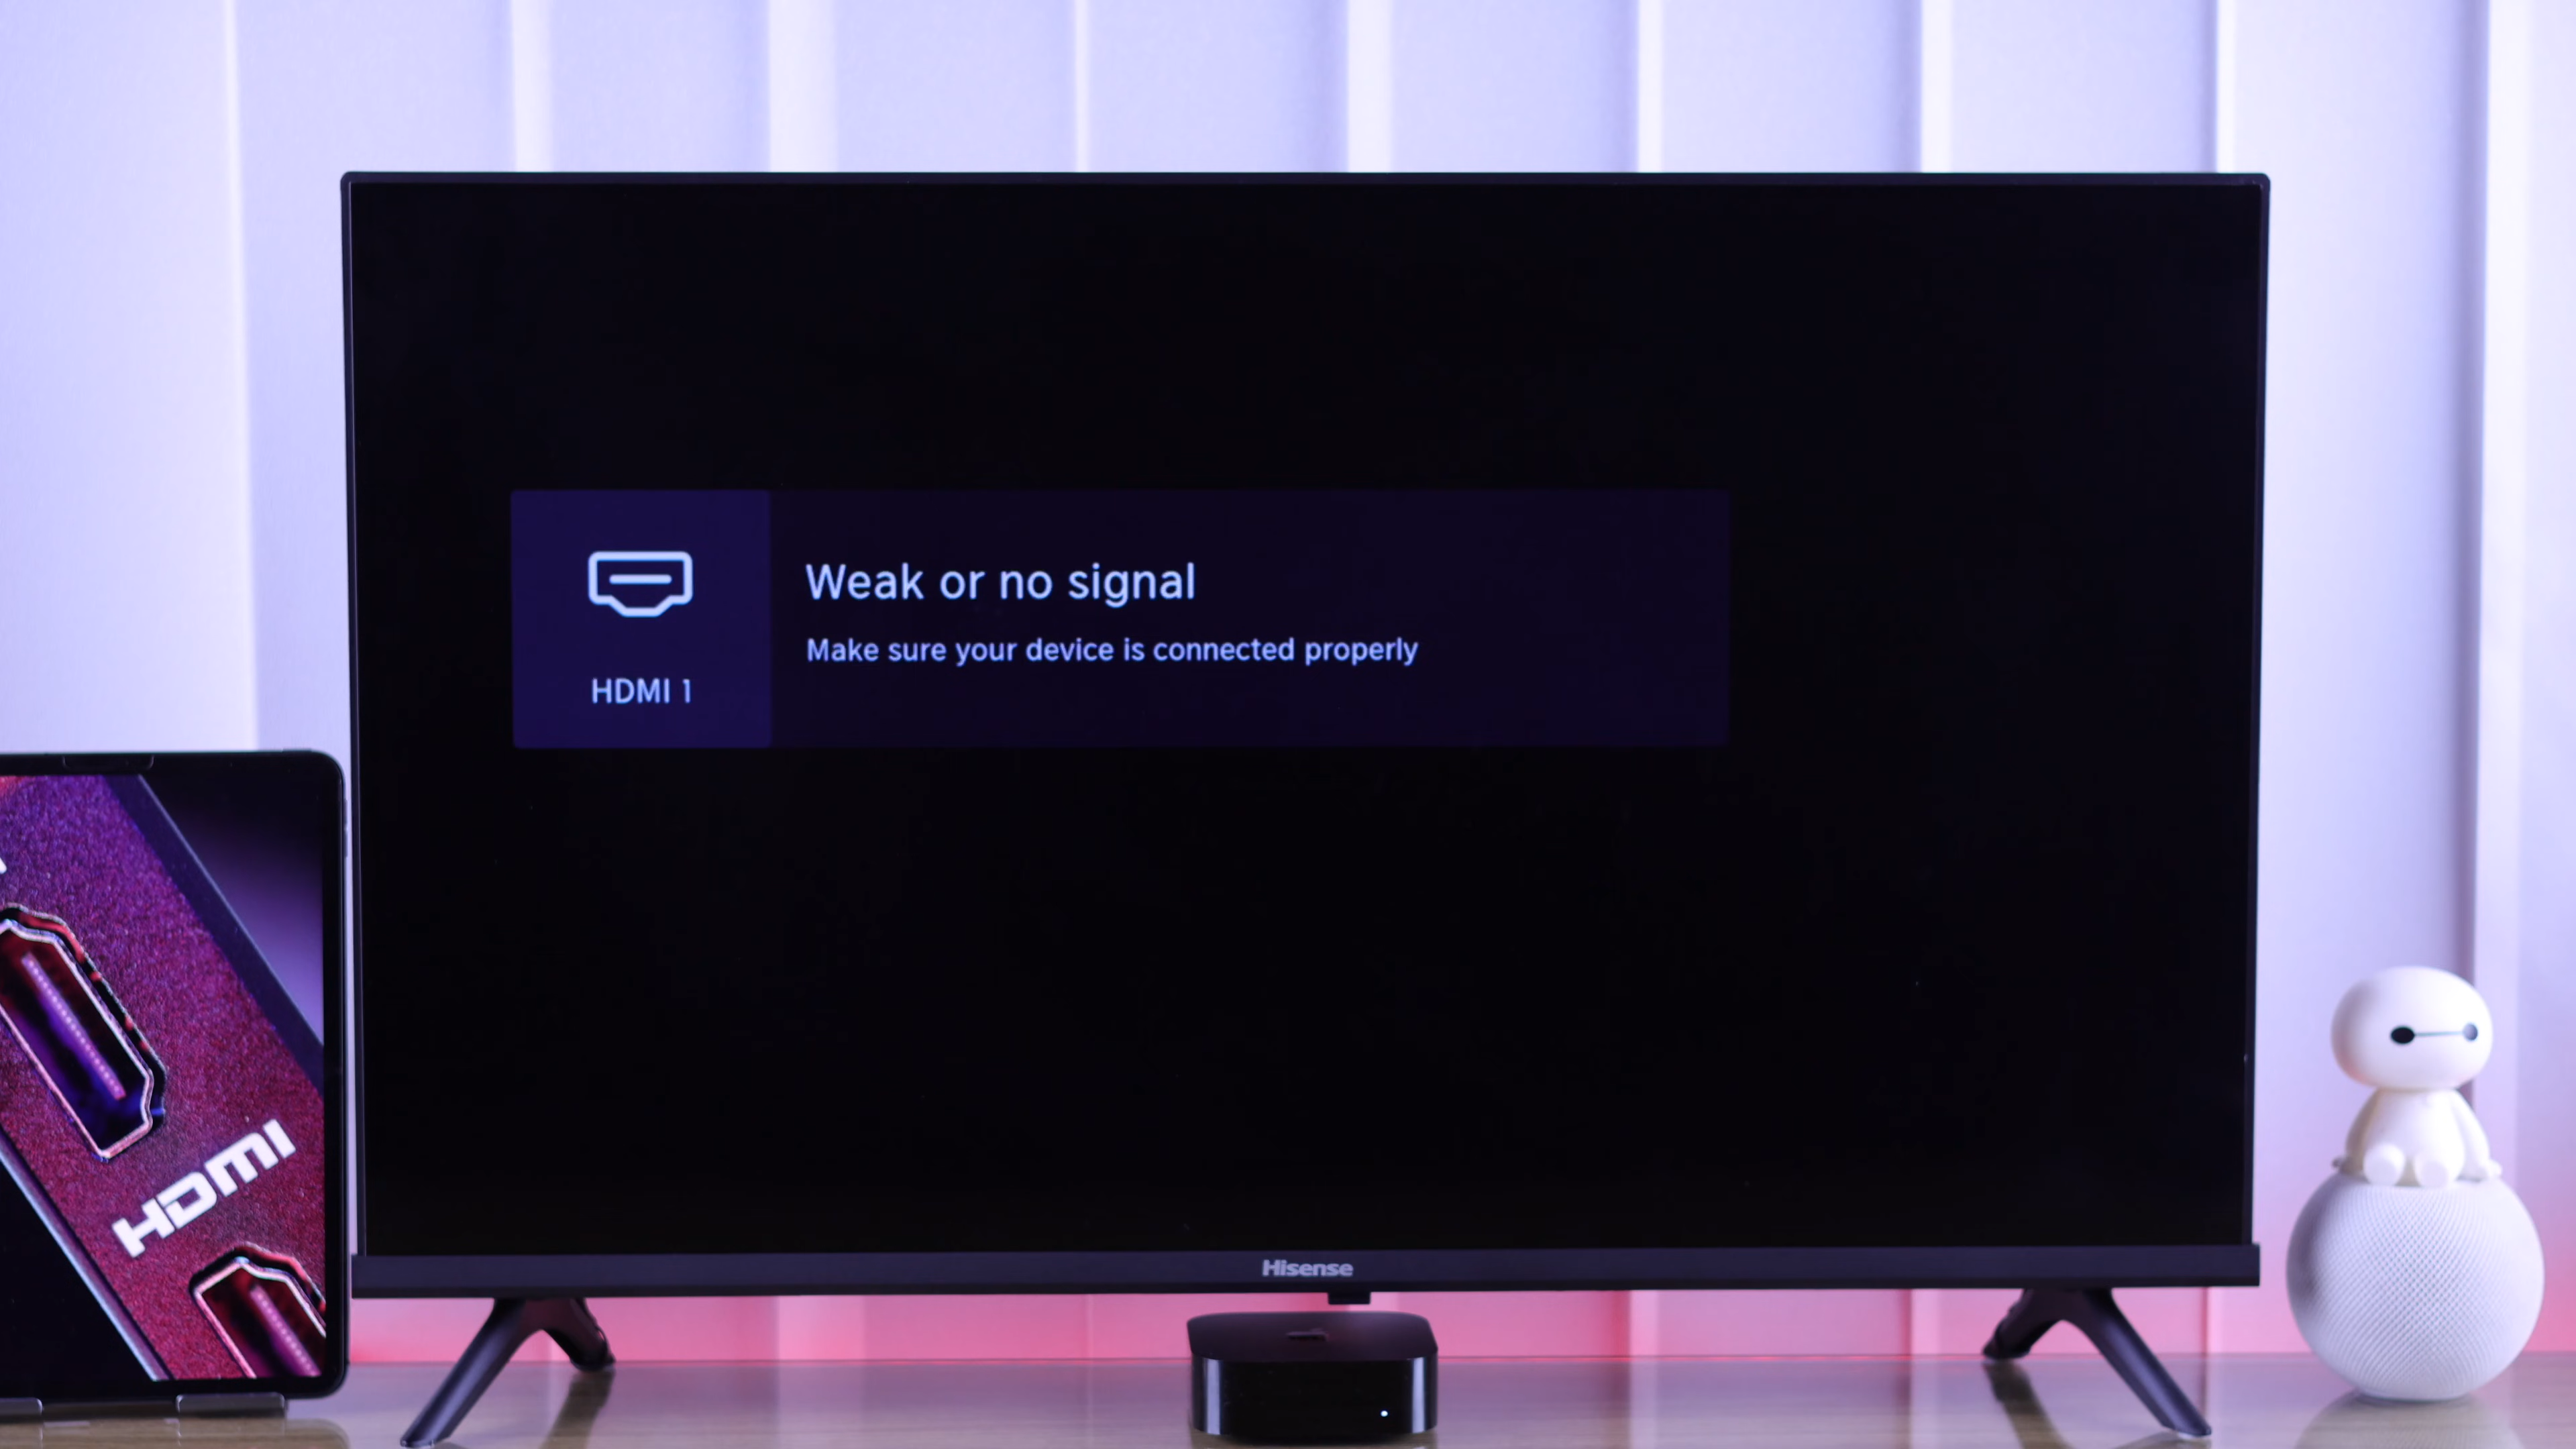 Weak or no signal
Make sure your device is connected properly
HDMI 1
HDMI
Hisense